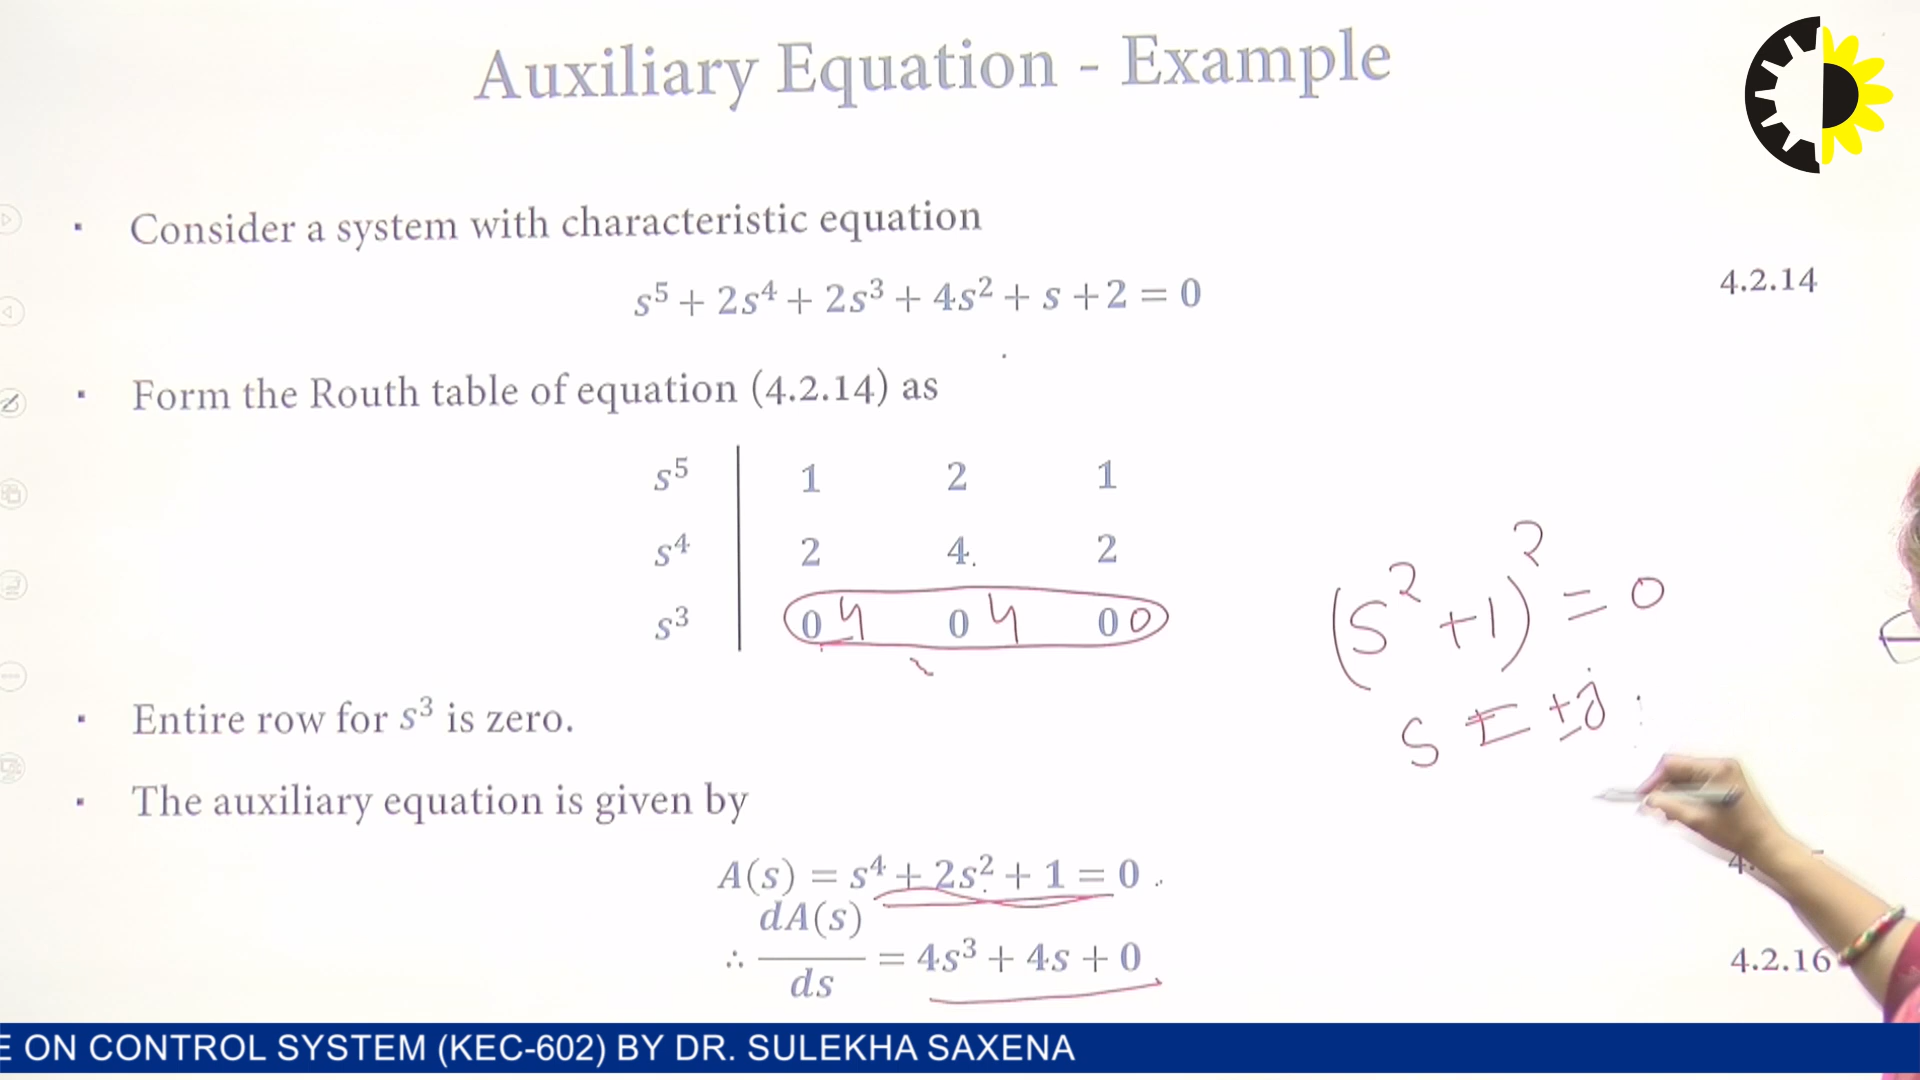 Auxiliary Equation - Example
▪ Consider a system with characteristic equation
s⁵ + 2s⁴ + 2s³ + 4s² + s + 2 = 0 4.2.14
▪ Form the Routh table of equation (4.2.14) as
s⁵ 1 2 1
s⁴ 2 4 2
s³ 0 4 0 4 0 0
(s² + 1)² = 0
s = ±j
▪ Entire row for s³ is zero.
▪ The auxiliary equation is given by
A(s) = s⁴ + 2s² + 1 = 0
∴ dA(s)/ds = 4s³ + 4s + 0 4.2.16
E ON CONTROL SYSTEM (KEC-602) BY DR. SULEKHA SAXENA